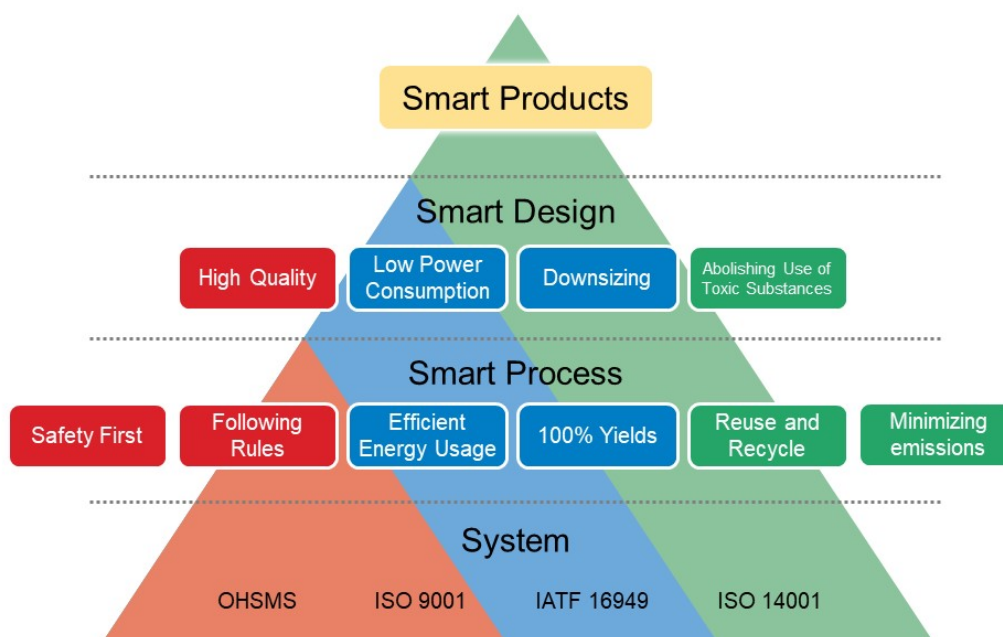 Smart Products
Smart Design
High Quality
Low Power
Consumption
Downsizing
Abolishing Use of
Toxic Substances
Smart Process
Safety First
Following
Rules
Efficient
Energy Usage
100% Yields
Reuse and
Recycle
Minimizing
emissions
System
OHSMS
ISO 9001
IATF 16949
ISO 14001